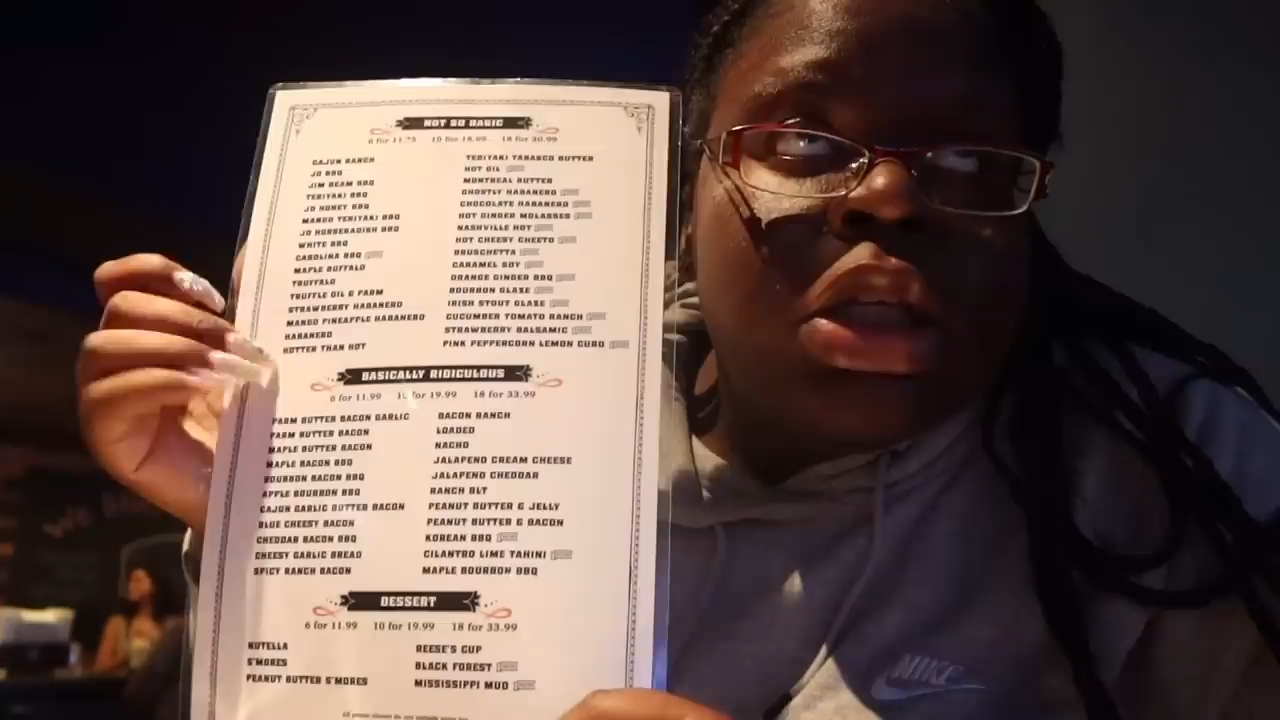 NOT SO BASIC
6 for 11.75 10 for 18.99 18 for 30.99
CAJUN RANCH
JD BBQ
JIM BEAM BBQ
TERIYAKI BBQ
JD HONEY BBQ
MANGO TERIYAKI BBQ
JD HORSERADISH BBQ
WHITE BBQ
CAROLINA BBQ
MAPLE BUFFALO
TRUFFALO
TRUFFLE OIL & PARM
STRAWBERRY HABANERO
MANGO PINEAPPLE HABANERO
HABANERO
HOTTER THAN HOT
TERIYAKI TABASCO BUTTER
HOT OIL
MONTREAL BUTTER
GHOSTLY HABANERO
CHOCOLATE HABANERO
HOT GINGER MOLASSES
NASHVILLE HOT
HOT CHEESY CHEETO
BRUSCHETTA
CARAMEL SOY
ORANGE GINGER BBQ
BOURBON GLAZE
IRISH STOUT GLAZE
CUCUMBER TOMATO RANCH
STRAWBERRY BALSAMIC
PINK PEPPERCORN LEMON CURD
BASICALLY RIDICULOUS
6 for 11.99 10 for 19.99 18 for 33.99
PARM BUTTER BACON GARLIC
PARM BUTTER BACON
MAPLE BUTTER BACON
MAPLE BACON BBQ
BOURBON BACON BBQ
APPLE BOURBON BBQ
CAJUN GARLIC BUTTER BACON
BLUE CHEESY BACON
CHEDDAR BACON BBQ
CHEESY GARLIC BREAD
SPICY RANCH BACON
BACON RANCH
LOADED
NACHO
JALAPENO CREAM CHEESE
JALAPENO CHEDDAR
RANCH BLT
PEANUT BUTTER & JELLY
PEANUT BUTTER & BACON
KOREAN BBQ
CILANTRO LIME TAHINI
MAPLE BOURBON BBQ
DESSERT
6 for 11.99 10 for 19.99 18 for 33.99
NUTELLA
S'MORES
PEANUT BUTTER S'MORES
REESE'S CUP
BLACK FOREST
MISSISSIPPI MUD
NIKE